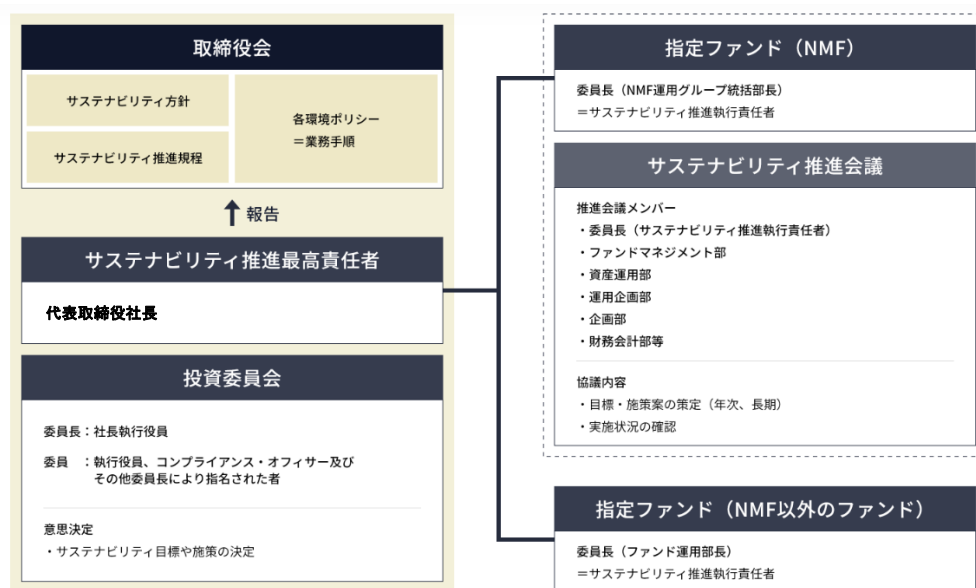 取締役会
サステナビリティ方針
サステナビリティ推進規程
各環境ポリシー
＝業務手順
報告
サステナビリティ推進最高責任者
代表取締役社長
投資委員会
委員長：社長執行役員
委員　：執行役員、コンプライアンス・オフィサー及び
その他委員長により指名された者
意思決定
・サステナビリティ目標や施策の決定
指定ファンド（NMF）
委員長（NMF運用グループ統括部長）
＝サステナビリティ推進執行責任者
サステナビリティ推進会議
推進会議メンバー
・委員長（サステナビリティ推進執行責任者）
・ファンドマネジメント部
・資産運用部
・運用企画部
・企画部
・財務会計部等
協議内容
・目標・施策案の策定（年次、長期）
・実施状況の確認
指定ファンド（NMF以外のファンド）
委員長（ファンド運用部長）
＝サステナビリティ推進執行責任者